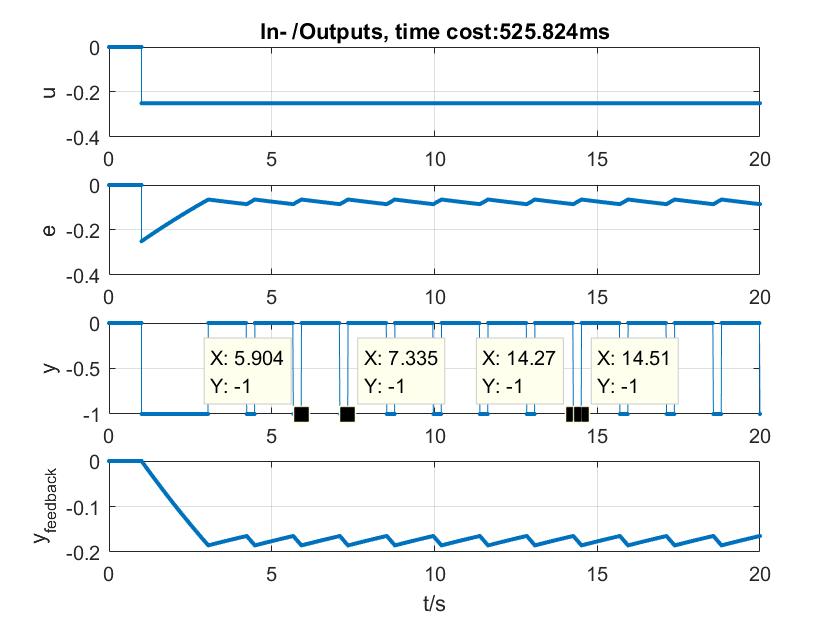 In- /Outputs, time cost:525.824ms
0
-0.2
-0.4
u
0 5 10 15 20
0
-0.2
-0.4
e
0 5 10 15 20
0
-0.5
-1
y
X: 5.904
Y: -1
X: 7.335
Y: -1
X: 14.27
Y: -1
X: 14.51
Y: -1
0 5 10 15 20
0
-0.1
-0.2
yfeedback
0 5 10 15 20
t/s